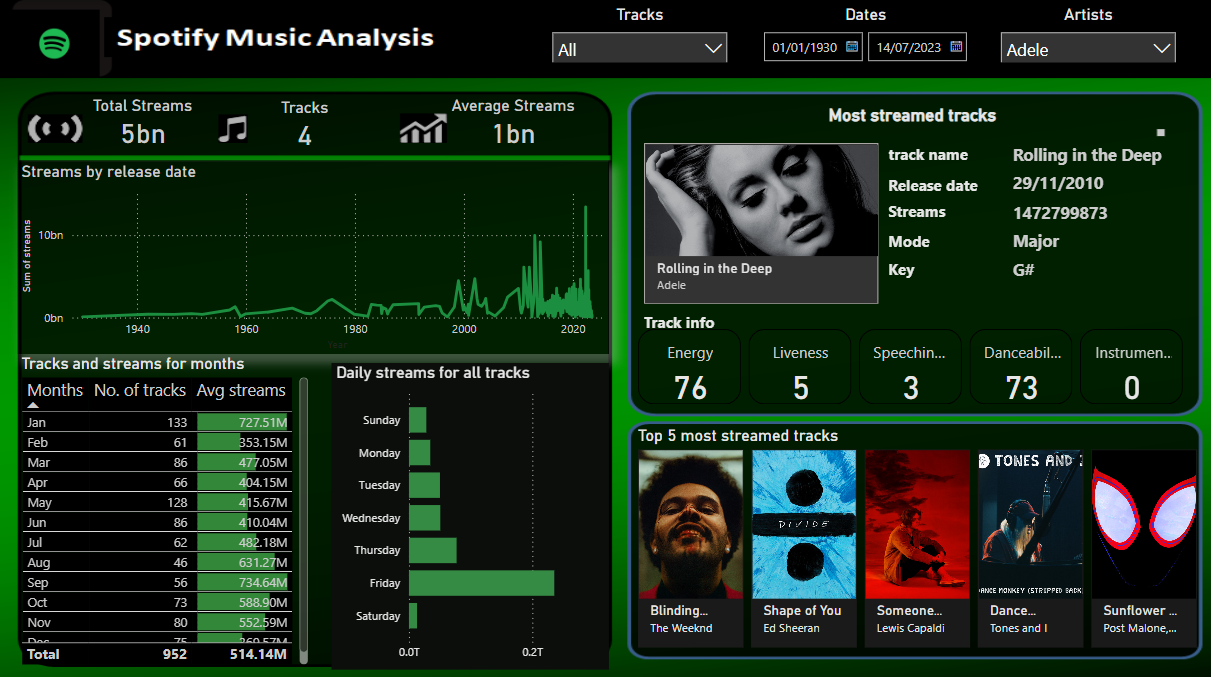 Spotify Music Analysis
Tracks
All
Dates
01/01/1930
14/07/2023
Artists
Adele
Total Streams
5bn
Tracks
4
Average Streams
1bn
Streams by release date
Sum of streams
10bn
0bn
1940
1960
1980
2000
2020
Year
Tracks and streams for months
Months No. of tracks Avg streams
Jan 133 727.51M
Feb 61 353.15M
Mar 86 477.05M
Apr 66 404.15M
May 128 415.67M
Jun 86 410.04M
Jul 62 482.18M
Aug 46 631.27M
Sep 56 734.64M
Oct 73 588.90M
Nov 80 552.59M
Dec 75
Total 952 514.14M
Daily streams for all tracks
Sunday
Monday
Tuesday
Wednesday
Thursday
Friday
Saturday
0.0T 0.2T
Most streamed tracks
Rolling in the Deep
Adele
track name Rolling in the Deep
Release date 29/11/2010
Streams 1472799873
Mode Major
Key G#
Track info
Energy
76
Liveness
5
Speechin...
3
Danceabil...
73
Instrumen...
0
Top 5 most streamed tracks
Blinding...
The Weeknd
DIVIDE
Shape of You
Ed Sheeran
Someone...
Lewis Capaldi
TONES AND
DANCE MONKEY (STRIPPED BACK
Dance...
Tones and I
Sunflower ...
Post Malone,...